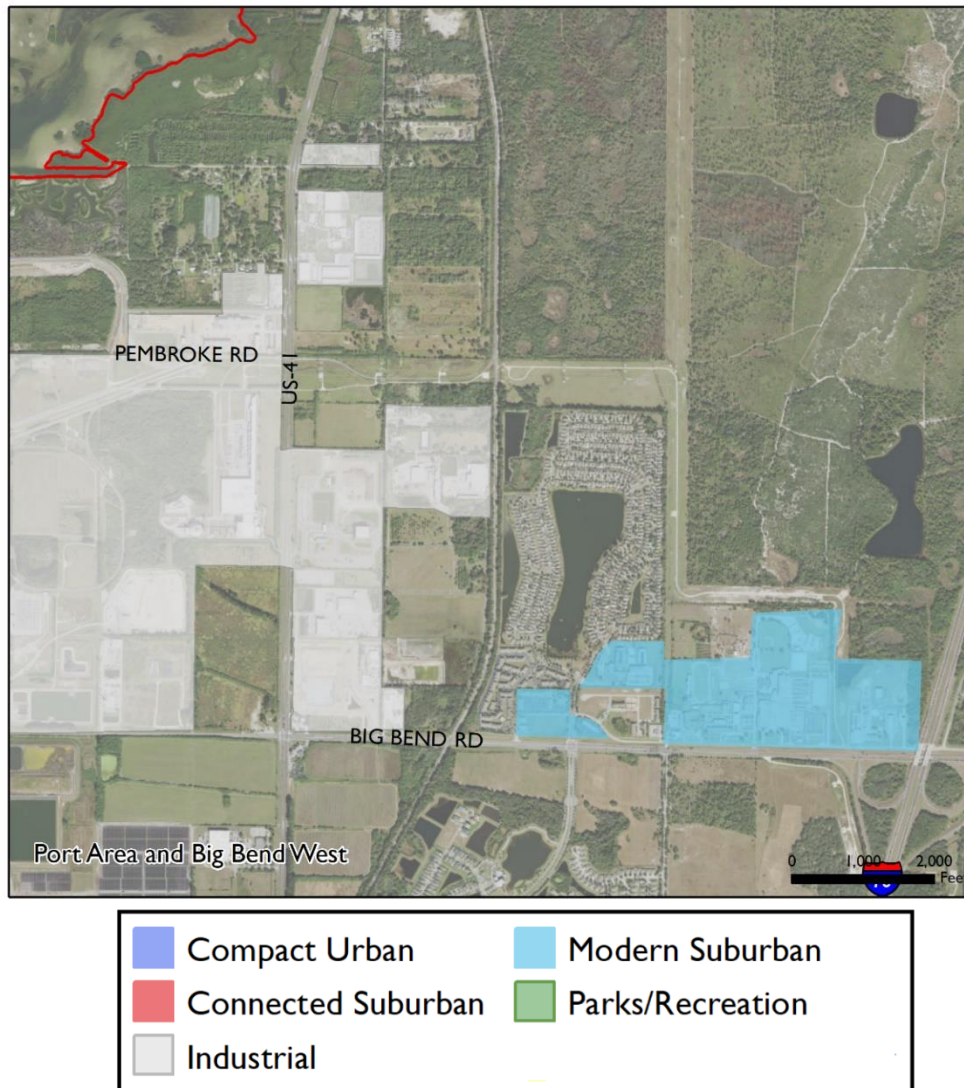 PEMBROKE RD
US-41
BIG BEND RD
Port Area and Big Bend West
0 1,000 2,000
Feet
Compact Urban
Modern Suburban
Connected Suburban
Parks/Recreation
Industrial